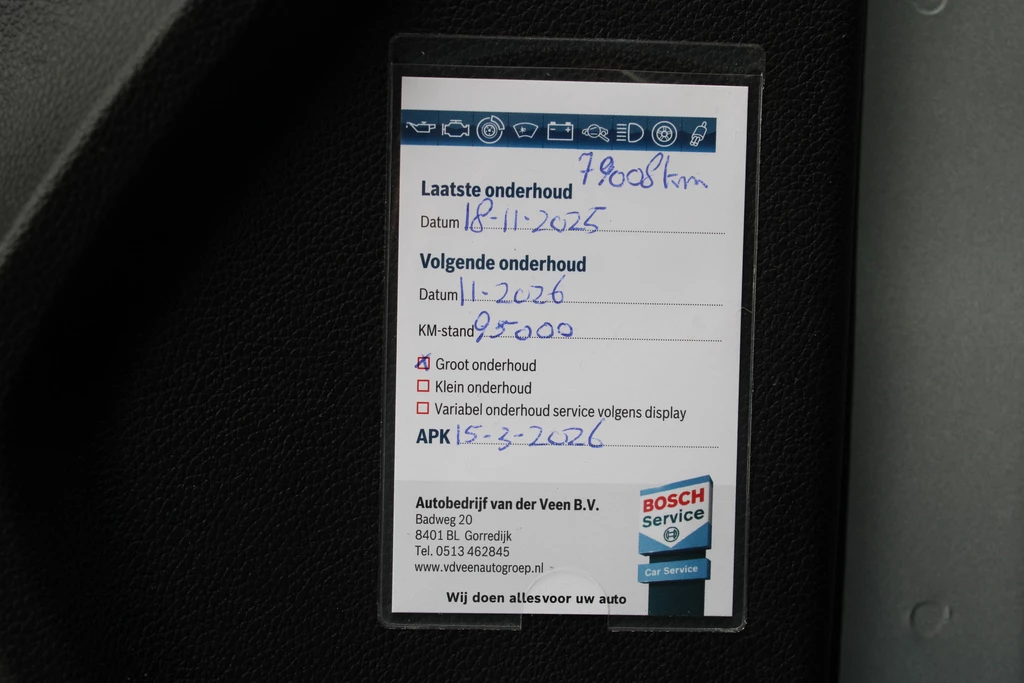 79008km
Laatste onderhoud
Datum 18-11-2025
Volgende onderhoud
Datum 11-2026
KM-stand 95000
Groot onderhoud
Klein onderhoud
Variabel onderhoud service volgens display
APK 15-3-2026
Autobedrijf van der Veen B.V.
Badweg 20
8401 BL Gorredijk
Tel. 0513 462845
www.vdveenautogroep.nl
Wij doen allesvoor uw auto
BOSCH
Service
Car Service